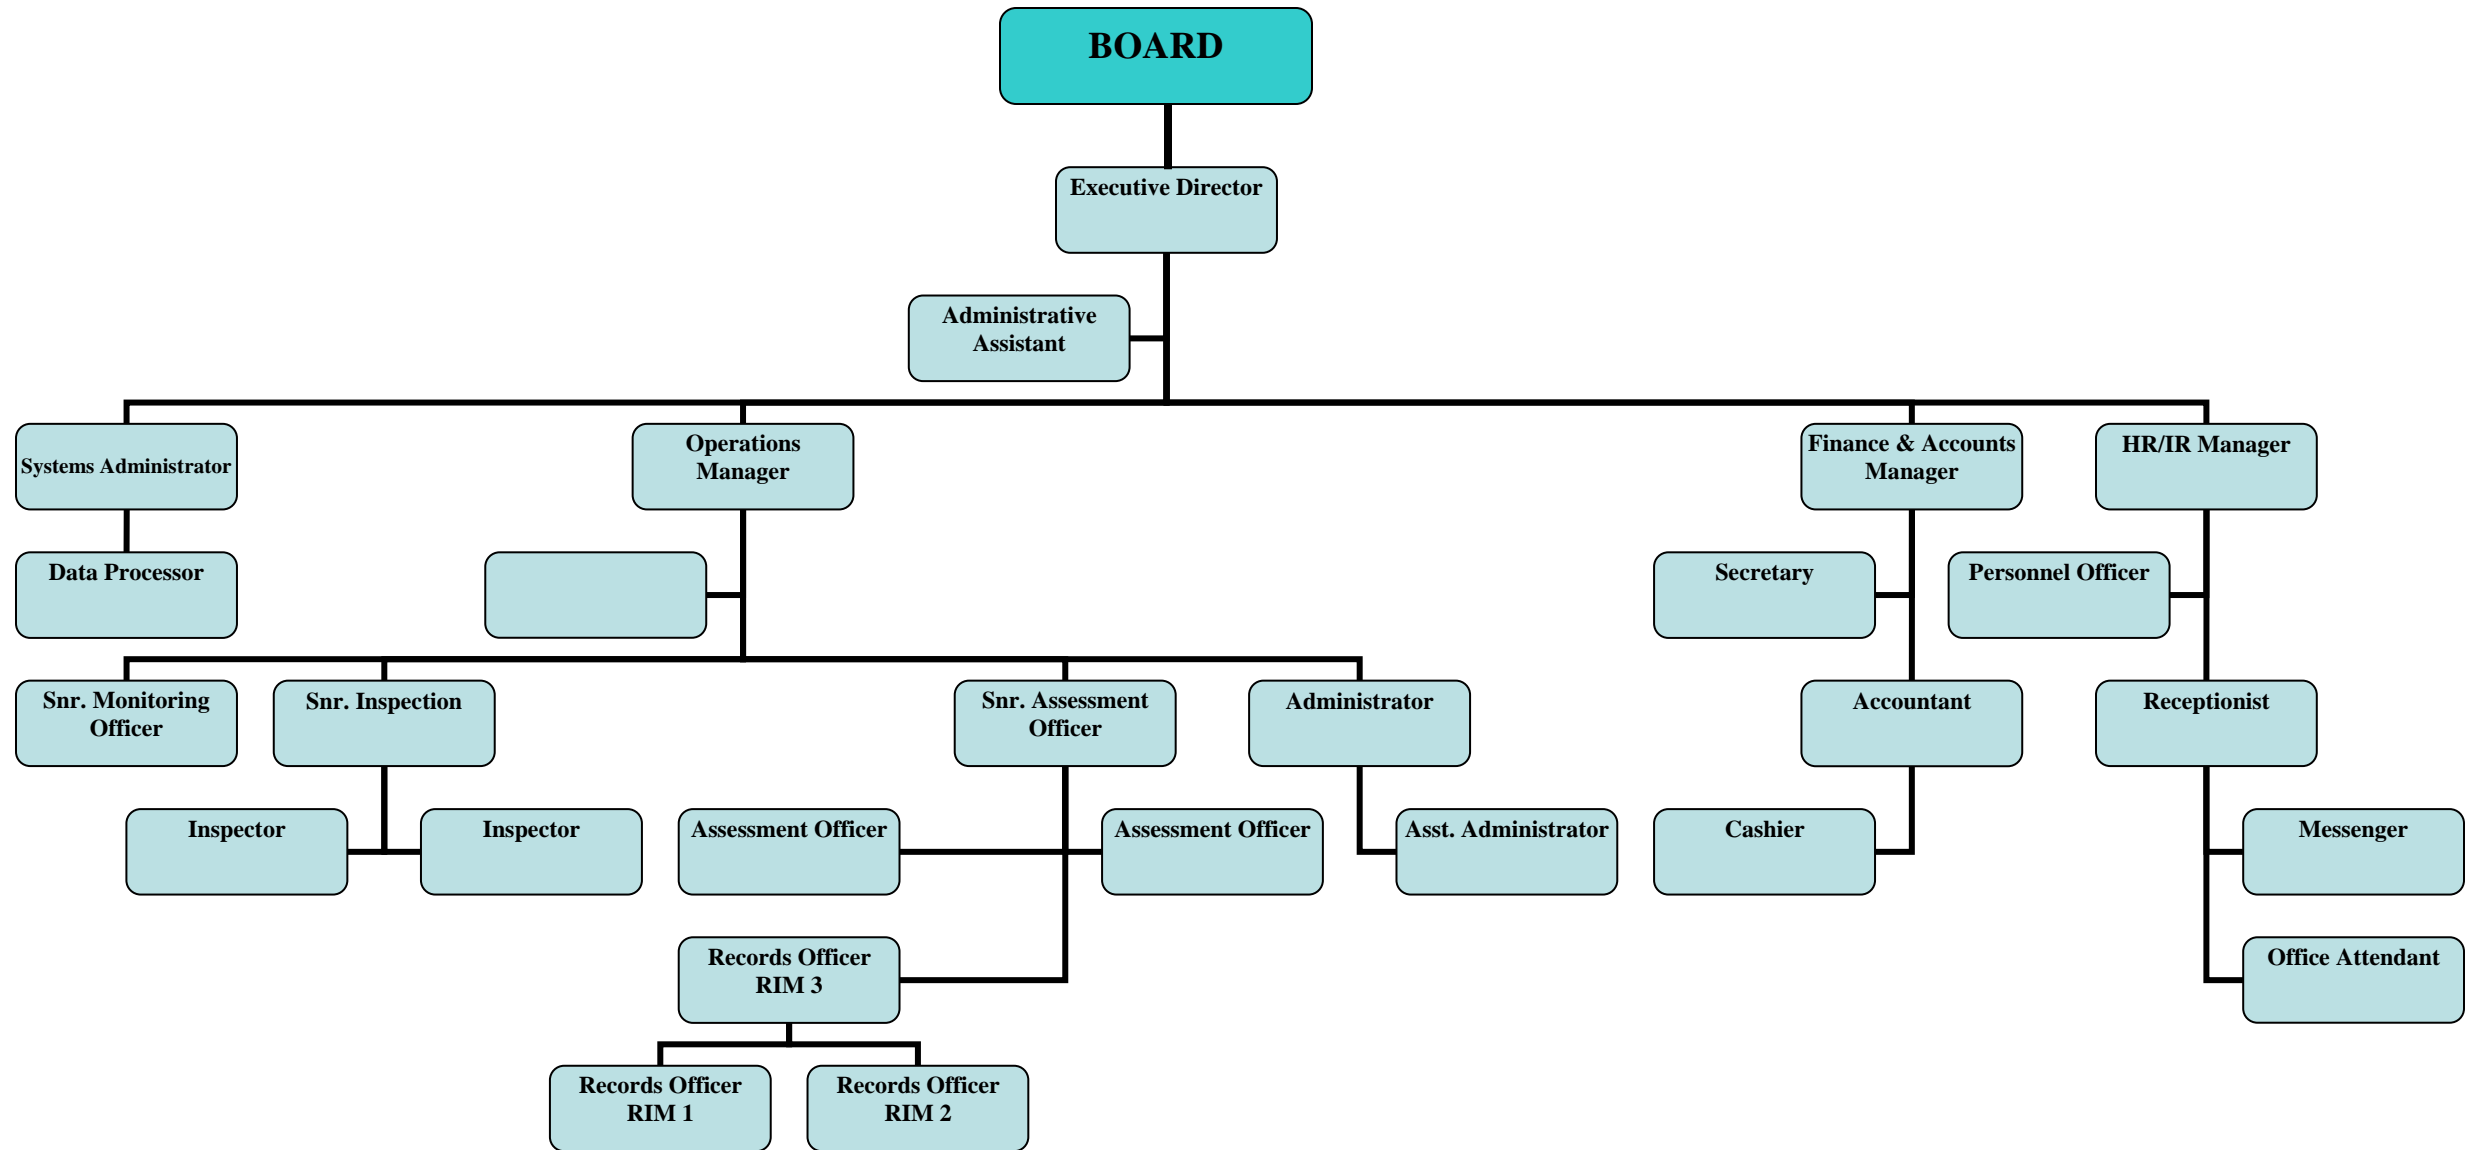 BOARD
Executive Director
Administrative
Assistant
Systems Administrator
Operations
Manager
Finance & Accounts
Manager
HR/IR Manager
Data Processor
Secretary
Personnel Officer
Snr. Monitoring
Officer
Snr. Inspection
Snr. Assessment
Officer
Administrator
Accountant
Receptionist
Inspector
Inspector
Assessment Officer
Assessment Officer
Asst. Administrator
Cashier
Messenger
Records Officer
RIM 3
Office Attendant
Records Officer
RIM 1
Records Officer
RIM 2